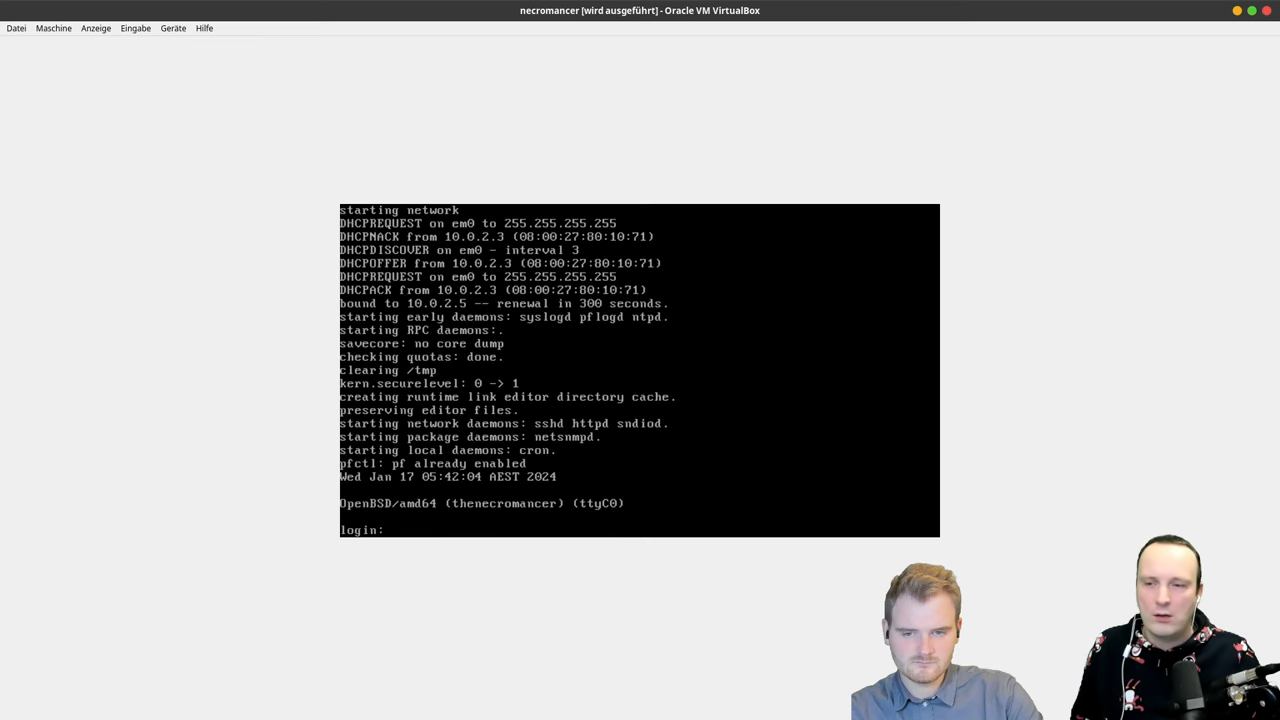 necromancer [wird ausgeführt] - Oracle VM VirtualBox
Datei Maschine Anzeige Eingabe Geräte Hilfe
starting network
DHCPREQUEST on em0 to 255.255.255.255
DHCPNACK from 10.0.2.3 (08:00:27:80:10:71)
DHCPDISCOVER on em0 - interval 3
DHCPOFFER from 10.0.2.3 (08:00:27:80:10:71)
DHCPREQUEST on em0 to 255.255.255.255
DHCPACK from 10.0.2.3 (08:00:27:80:10:71)
bound to 10.0.2.5 -- renewal in 300 seconds.
starting early daemons: syslogd pflogd ntpd.
starting RPC daemons:.
savecore: no core dump
checking quotas: done.
clearing /tmp
kern.securelevel: 0 -> 1
creating runtime link editor directory cache.
preserving editor files.
starting network daemons: sshd httpd sndiod.
starting package daemons: netsnmpd.
starting local daemons: cron.
pfctl: pf already enabled
Wed Jan 17 05:42:04 AEST 2024
OpenBSD/amd64 (thenecromancer) (ttyC0)
login: